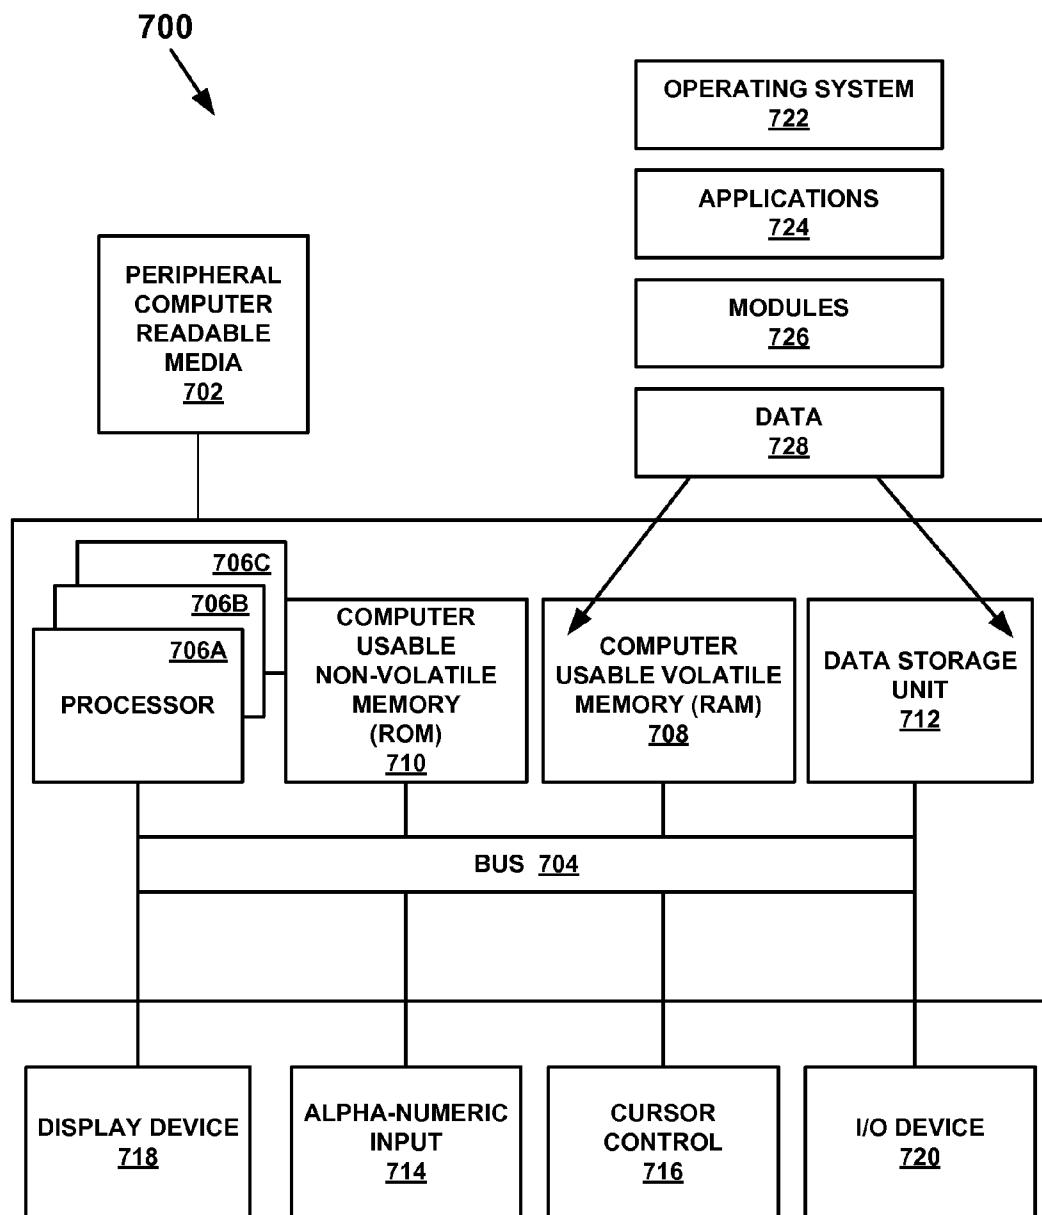 700
OPERATING SYSTEM
722
APPLICATIONS
724
MODULES
726
DATA
728
PERIPHERAL
COMPUTER
READABLE
MEDIA
702
706C
706B
706A
PROCESSOR
COMPUTER
USABLE
NON-VOLATILE
MEMORY
(ROM)
710
COMPUTER
USABLE VOLATILE
MEMORY (RAM)
708
DATA STORAGE
UNIT
712
BUS 704
DISPLAY DEVICE
718
ALPHA-NUMERIC
INPUT
714
CURSOR
CONTROL
716
I/O DEVICE
720